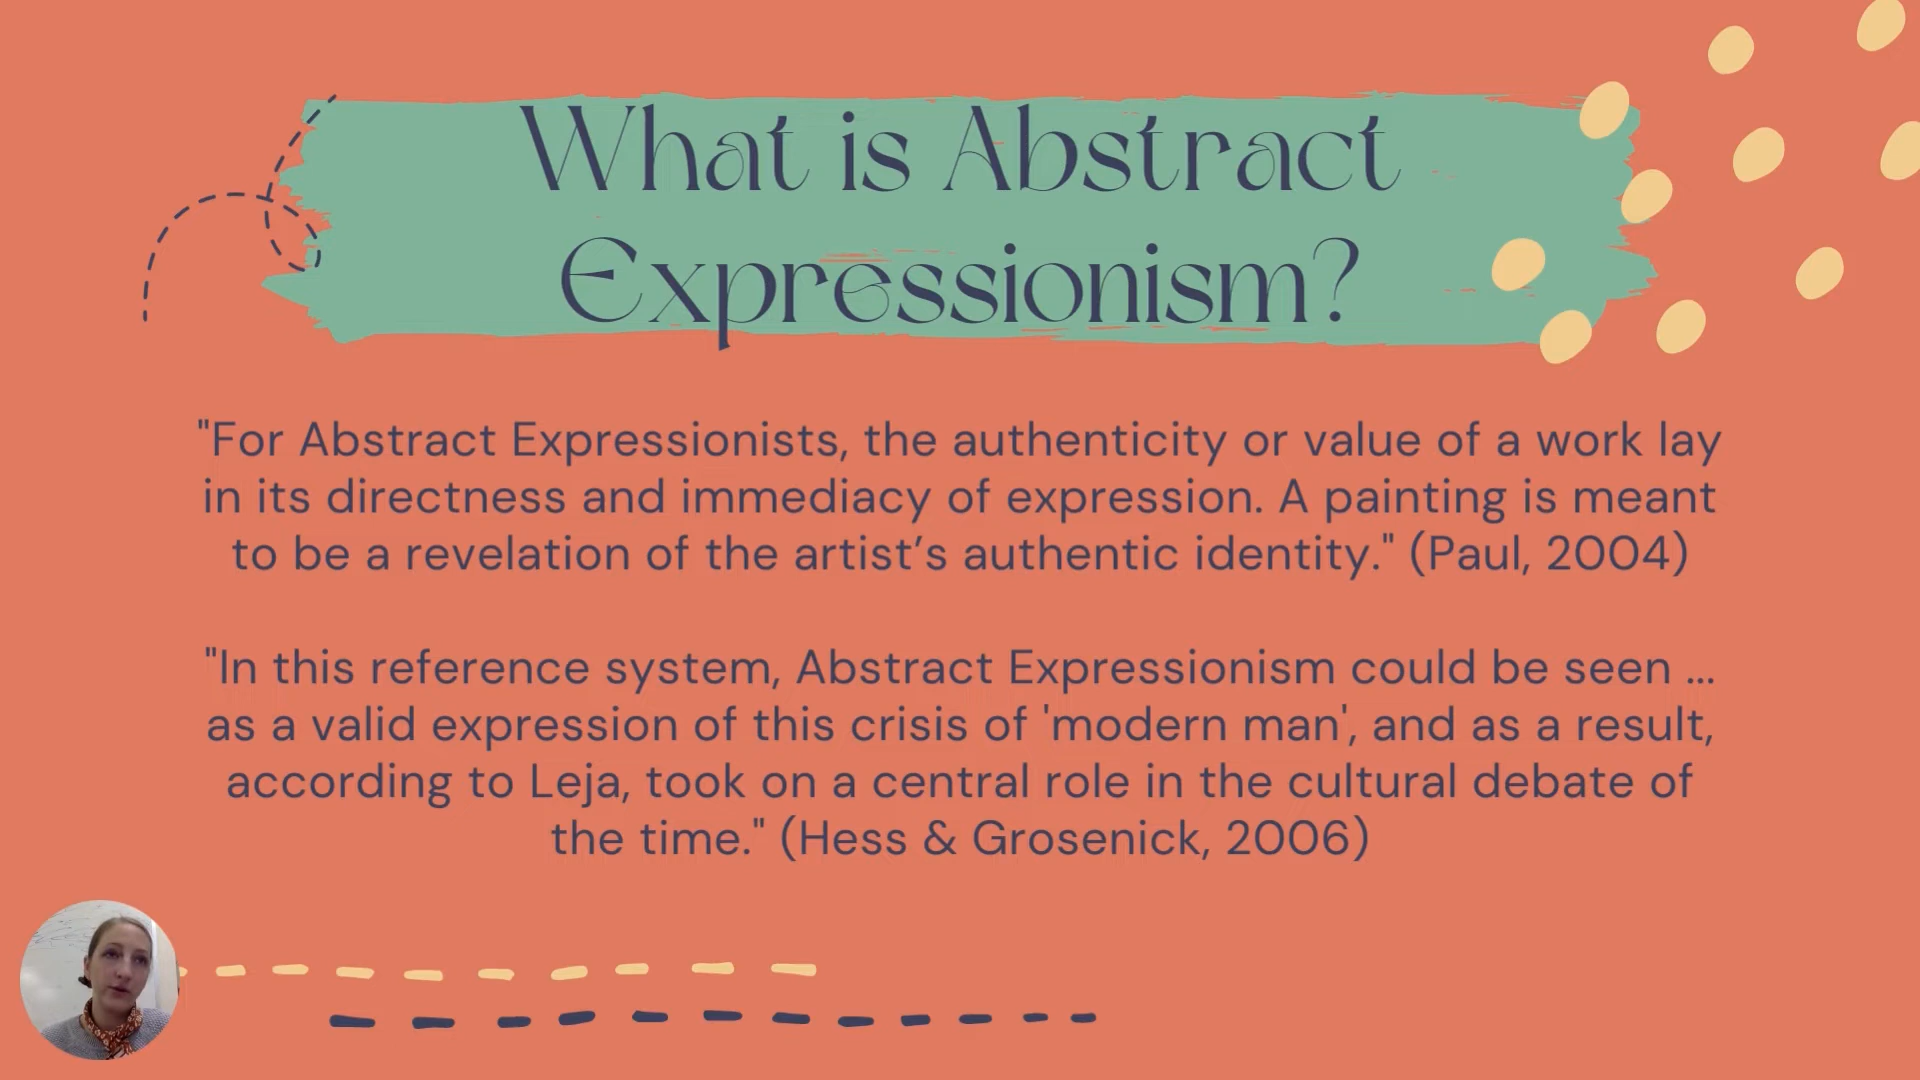 What is Abstract
Expressionism?
"For Abstract Expressionists, the authenticity or value of a work lay
in its directness and immediacy of expression. A painting is meant
to be a revelation of the artist’s authentic identity." (Paul, 2004)
"In this reference system, Abstract Expressionism could be seen ...
as a valid expression of this crisis of 'modern man', and as a result,
according to Leja, took on a central role in the cultural debate of
the time." (Hess & Grosenick, 2006)